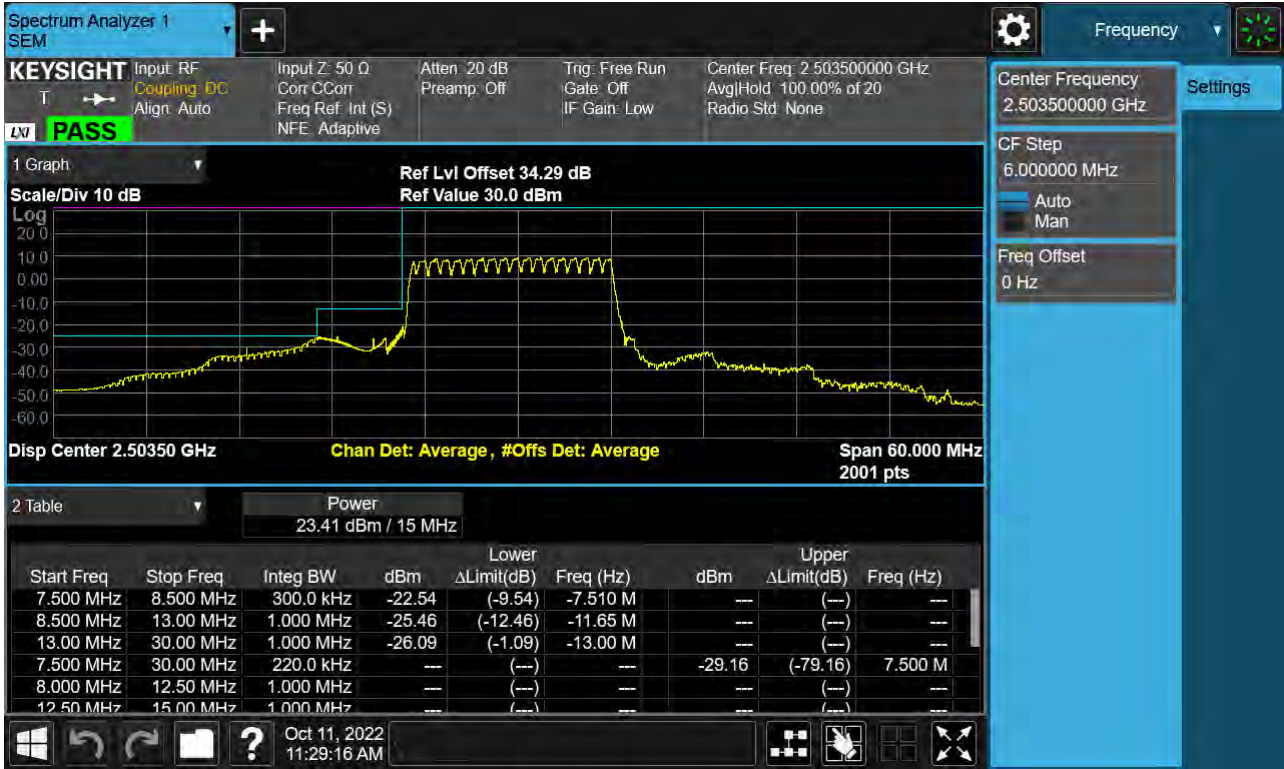 Spectrum Analyzer 1
SEM
+
Frequency
KEYSIGHT
T
LXI
PASS
Input: RF
Coupling: DC
Align: Auto
Input Z: 50 Ω
Corr CCorr
Freq Ref: Int (S)
NFE: Adaptive
Atten: 20 dB
Preamp: Off
Trig: Free Run
Gate: Off
IF Gain: Low
Center Freq: 2.503500000 GHz
Avg|Hold: 100.00% of 20
Radio Std: None
Center Frequency
2.503500000 GHz
Settings
CF Step
6.000000 MHz
Auto
Man
Freq Offset
0 Hz
1 Graph
Scale/Div 10 dB
Ref Lvl Offset 34.29 dB
Ref Value 30.0 dBm
Log
20.0
10.0
0.00
-10.0
-20.0
-30.0
-40.0
-50.0
-60.0
Disp Center 2.50350 GHz
Chan Det: Average, #Offs Det: Average
Span 60.000 MHz
2001 pts
2 Table
Power
23.41 dBm / 15 MHz
Lower Upper
Start Freq Stop Freq Integ BW dBm ΔLimit(dB) Freq (Hz) dBm ΔLimit(dB) Freq (Hz)
7.500 MHz 8.500 MHz 300.0 kHz -22.54 (-9.54) -7.510 M --- (---) ---
8.500 MHz 13.00 MHz 1.000 MHz -25.46 (-12.46) -11.65 M --- (---) ---
13.00 MHz 30.00 MHz 1.000 MHz -26.09 (-1.09) -13.00 M --- (---) ---
7.500 MHz 30.00 MHz 220.0 kHz --- (---) --- -29.16 (-79.16) 7.500 M
8.000 MHz 12.50 MHz 1.000 MHz --- (---) --- --- (---) ---
12.50 MHz 15.00 MHz 1.000 MHz --- (---) --- --- (---) ---
?
Oct 11, 2022
11:29:16 AM